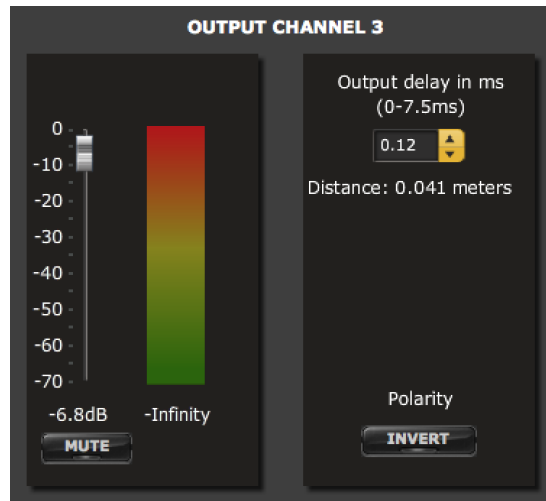 OUTPUT CHANNEL 3
0
-10
-20
-30
-40
-50
-60
-70
-6.8dB
-Infinity
MUTE
Output delay in ms
(0-7.5ms)
0.12
Distance: 0.041 meters
Polarity
INVERT